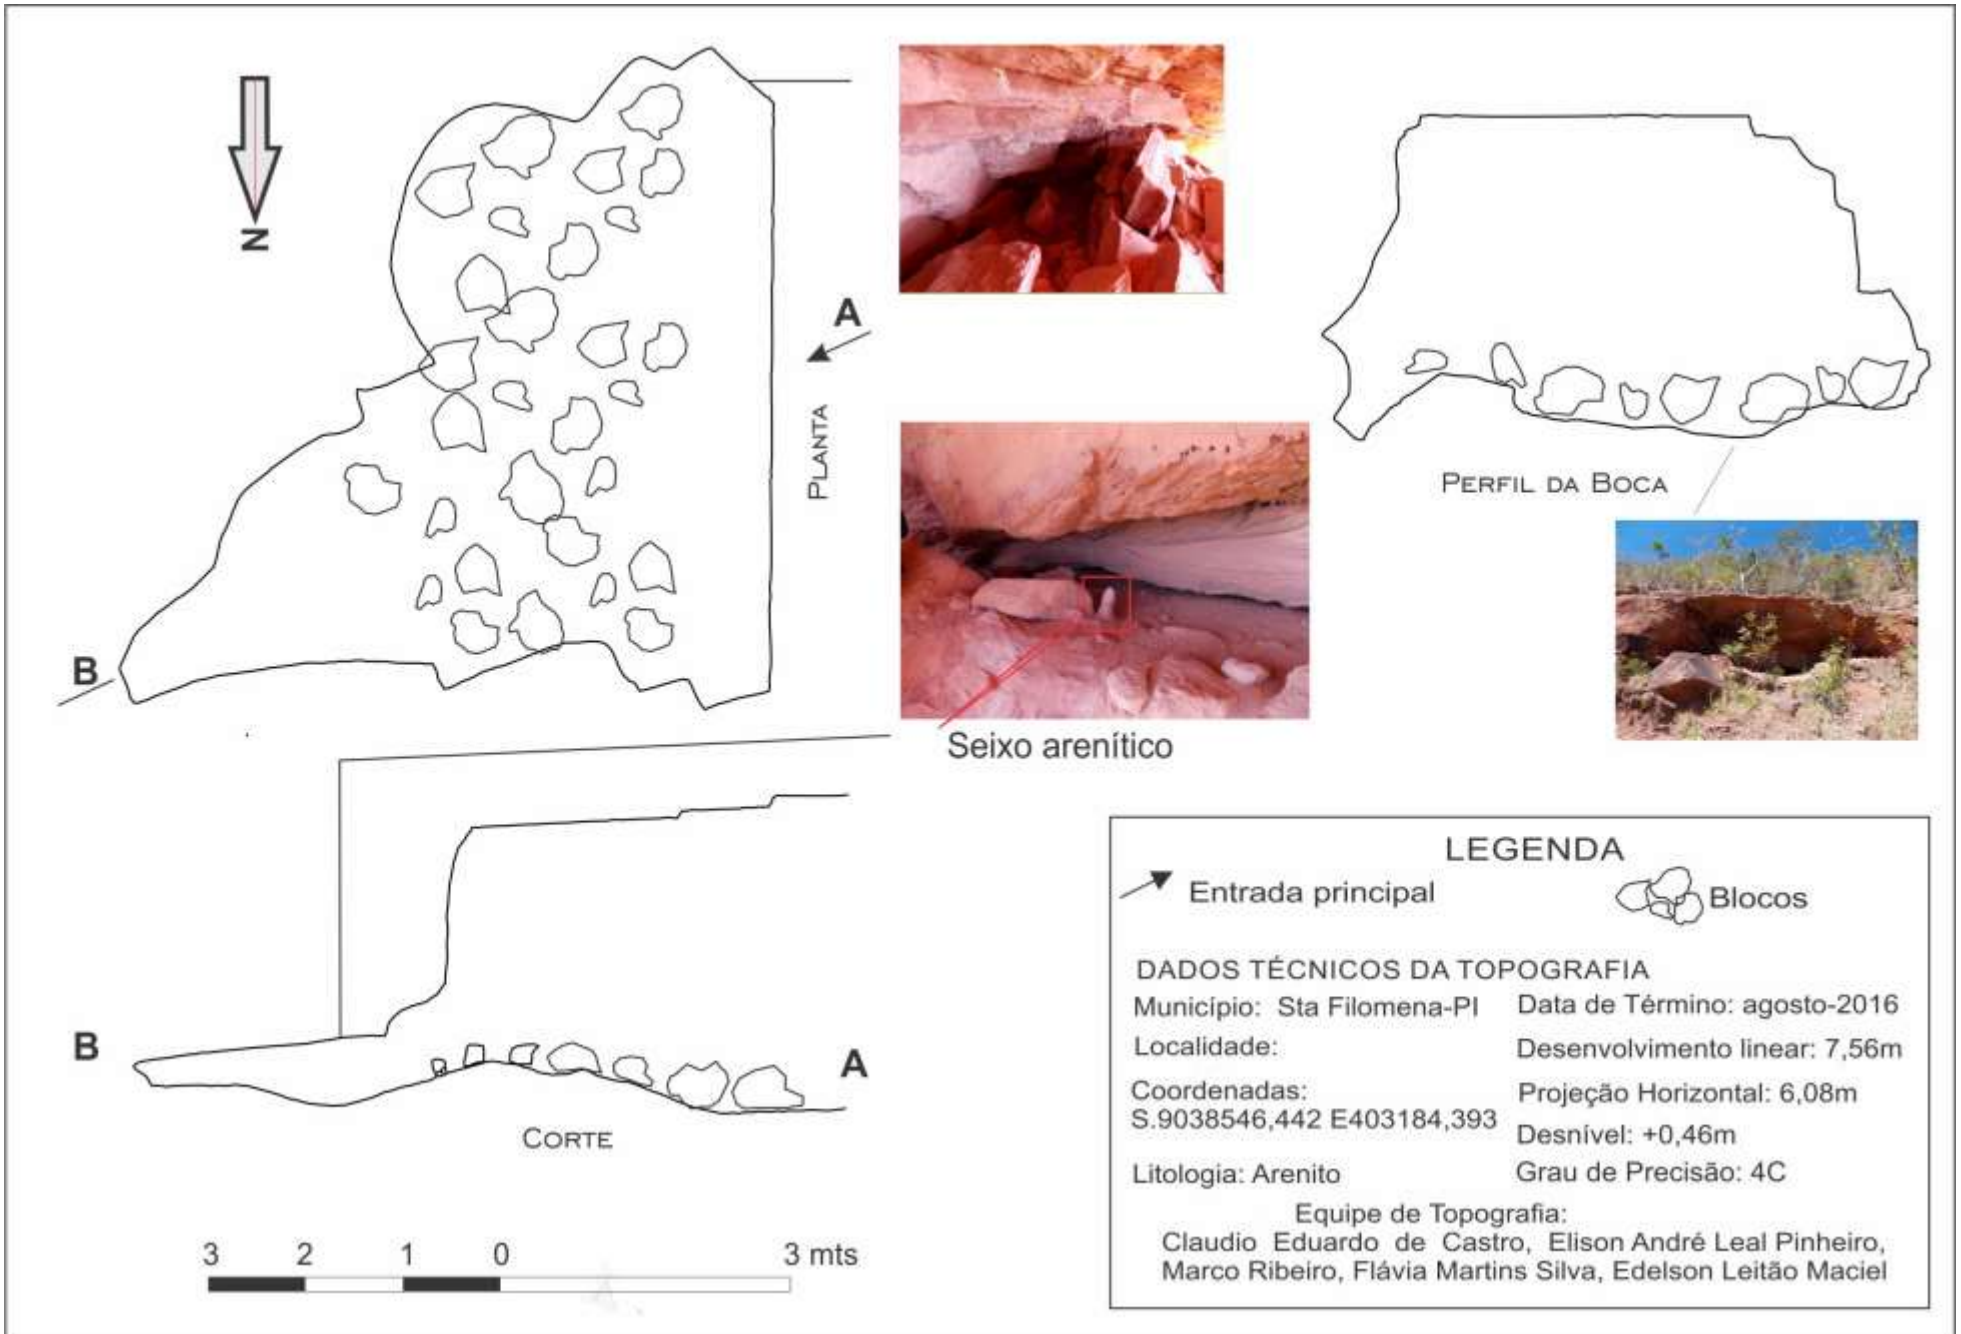 N
A
PLANTA
B
PERFIL DA BOCA
Seixo arenítico
B
A
CORTE
3 2 1 0 3 mts
LEGENDA
Entrada principal
Blocos
DADOS TÉCNICOS DA TOPOGRAFIA
Município: Sta Filomena-PI
Data de Término: agosto-2016
Localidade:
Desenvolvimento linear: 7,56m
Coordenadas:
S.9038546,442 E403184,393
Projeção Horizontal: 6,08m
Desnível: +0,46m
Litologia: Arenito
Grau de Precisão: 4C
Equipe de Topografia:
Claudio Eduardo de Castro, Elison André Leal Pinheiro,
Marco Ribeiro, Flávia Martins Silva, Edelson Leitão Maciel